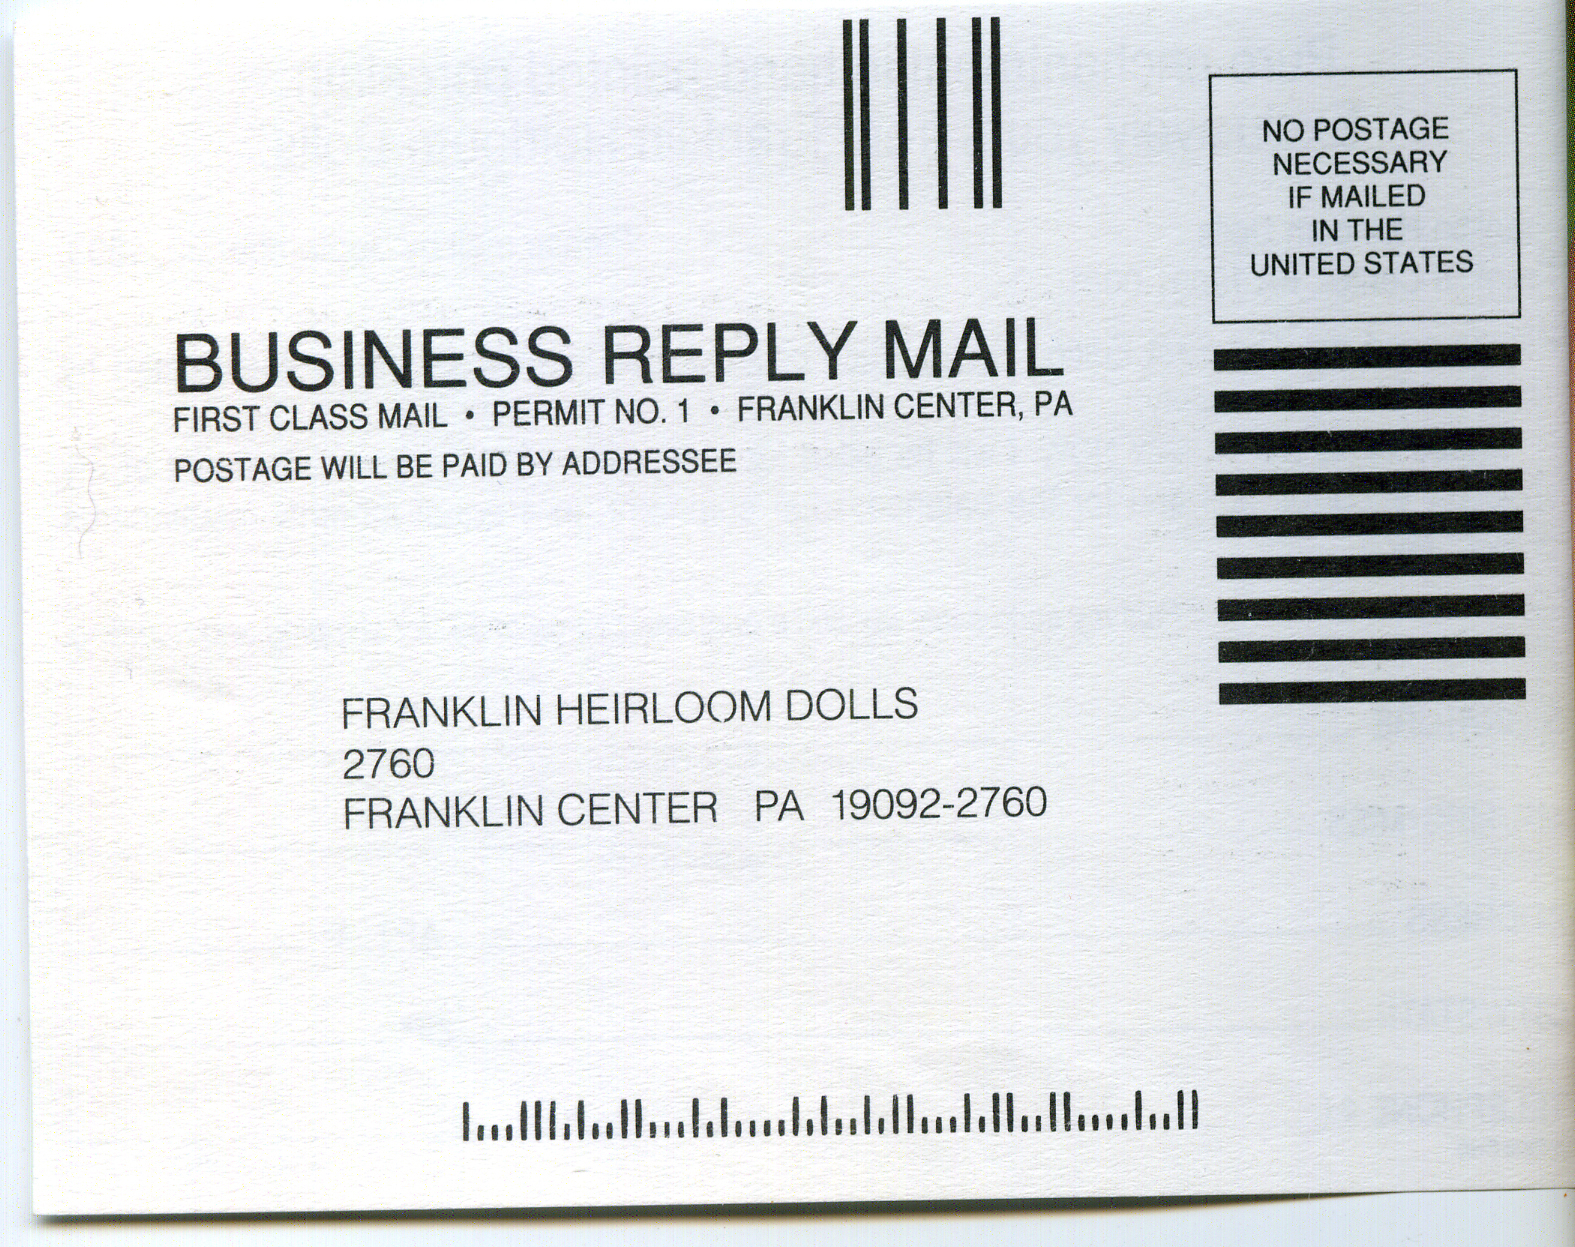 NO POSTAGE
NECESSARY
IF MAILED
IN THE
UNITED STATES
BUSINESS REPLY MAIL
FIRST CLASS MAIL • PERMIT NO. 1 • FRANKLIN CENTER, PA
POSTAGE WILL BE PAID BY ADDRESSEE
FRANKLIN HEIRLOOM DOLLS
2760
FRANKLIN CENTER PA 19092-2760